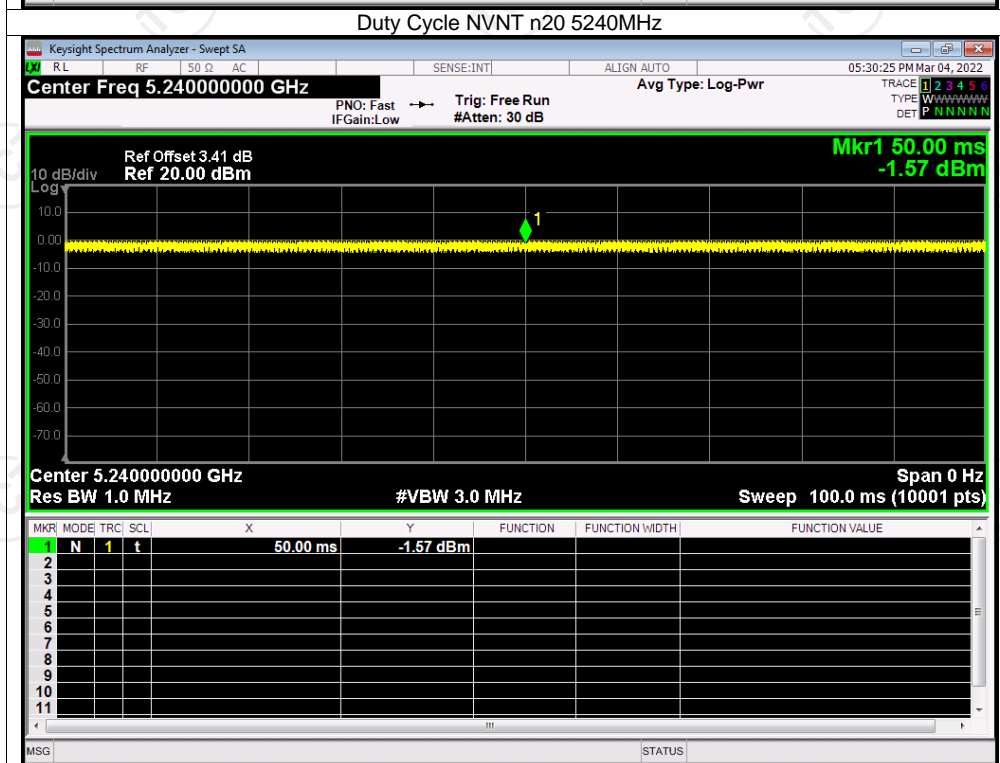 Duty Cycle NVNT n20 5240MHz
Keysight Spectrum Analyzer - Swept SA
LXI RL RF 50 Ω AC SENSE:INT ALIGN AUTO 05:30:25 PM Mar 04, 2022
Center Freq 5.240000000 GHz Avg Type: Log-Pwr TRACE 1 2 3 4 5 6
PNO: Fast Trig: Free Run TYPE WWWWWW
IFGain:Low #Atten: 30 dB DET P N N N N N
Ref Offset 3.41 dB Mkr1 50.00 ms
10 dB/div Ref 20.00 dBm -1.57 dBm
Log
10.0
1
0.00
-10.0
-20.0
-30.0
-40.0
-50.0
-60.0
-70.0
Center 5.240000000 GHz Span 0 Hz
Res BW 1.0 MHz #VBW 3.0 MHz Sweep 100.0 ms (10001 pts)
MKR MODE TRC SCL X Y FUNCTION FUNCTION WIDTH FUNCTION VALUE
1 N 1 t 50.00 ms -1.57 dBm
2
3
4
5
6
7
8
9
10
11
MSG STATUS